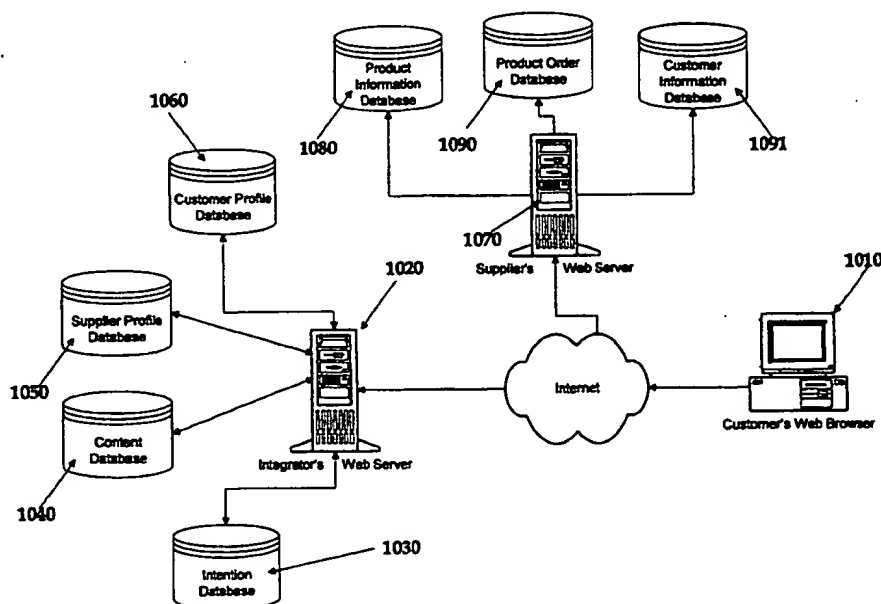 Product
Information
Database
1080
Product Order
Database
1090
Customer
Information
Database
1091
1060
Customer Profile
Database
1070
Supplier's Web Server
1010
1020
Supplier Profile
Database
1050
Internet
Customer's Web Browser
Content
Database
1040
Integrator's Web Server
1030
Intention
Database